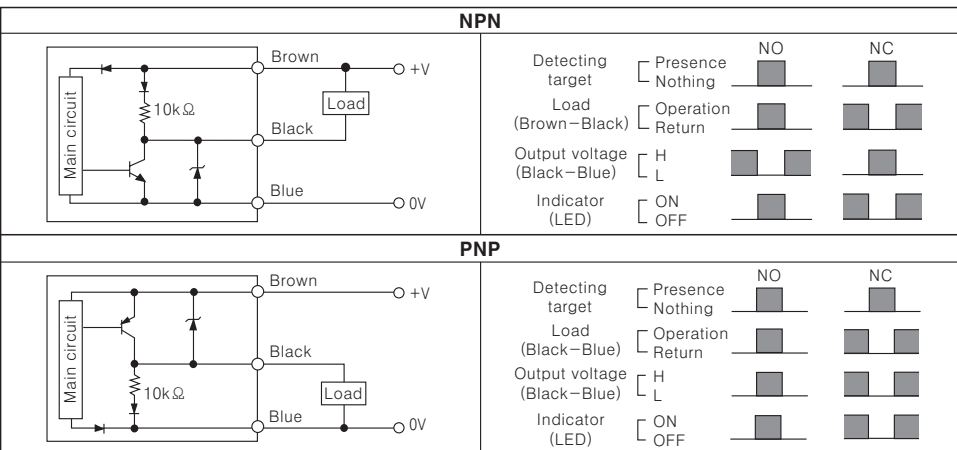 NPN
Brown
+V
10kΩ
Load
Main circuit
Black
Blue
0V
NO NC
Detecting target Presence
Nothing
Load (Brown−Black) Operation
Return
Output voltage (Black−Blue) H
L
Indicator (LED) ON
OFF
PNP
Brown
+V
Main circuit
Black
10kΩ
Load
Blue
0V
NO NC
Detecting target Presence
Nothing
Load (Black−Blue) Operation
Return
Output voltage (Black−Blue) H
L
Indicator (LED) ON
OFF